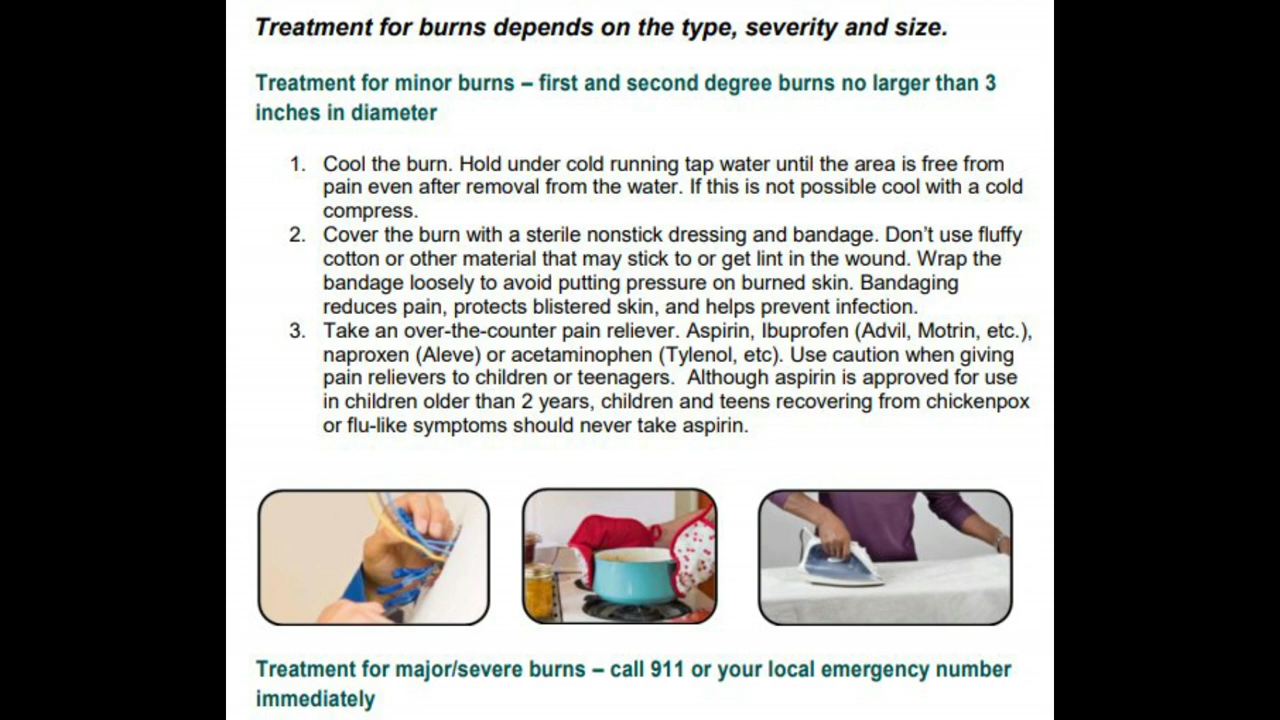 Treatment for burns depends on the type, severity and size.
Treatment for minor burns – first and second degree burns no larger than 3
inches in diameter
1. Cool the burn. Hold under cold running tap water until the area is free from
pain even after removal from the water. If this is not possible cool with a cold
compress.
2. Cover the burn with a sterile nonstick dressing and bandage. Don't use fluffy
cotton or other material that may stick to or get lint in the wound. Wrap the
bandage loosely to avoid putting pressure on burned skin. Bandaging
reduces pain, protects blistered skin, and helps prevent infection.
3. Take an over-the-counter pain reliever. Aspirin, Ibuprofen (Advil, Motrin, etc.),
naproxen (Aleve) or acetaminophen (Tylenol, etc). Use caution when giving
pain relievers to children or teenagers.  Although aspirin is approved for use
in children older than 2 years, children and teens recovering from chickenpox
or flu-like symptoms should never take aspirin.
Treatment for major/severe burns – call 911 or your local emergency number
immediately